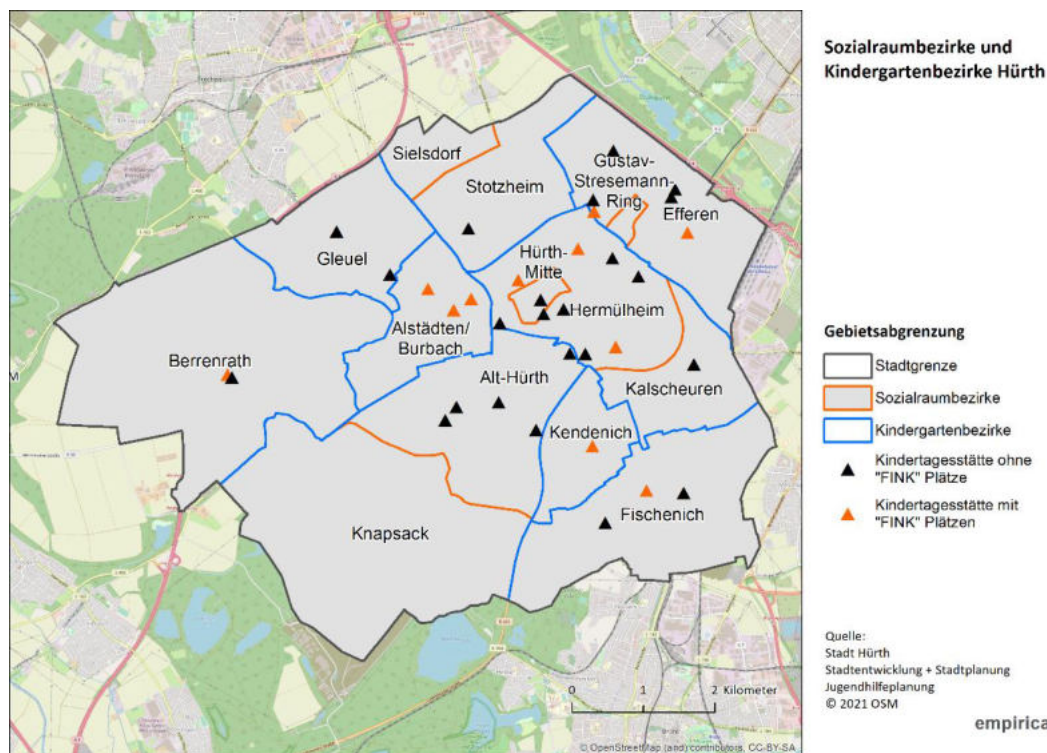 Sozialraumbezirke und
Kindergartenbezirke Hürth
Sielsdorf
Stotzheim
Gustav-
Stresemann-
Ring
Efferen
Gleuel
Hürth-
Mitte
Hermülheim
Alstädten/
Burbach
Berrenrath
Alt-Hürth
Kalscheuren
Kendenich
Fischenich
Knapsack
Gebietsabgrenzung
Stadtgrenze
Sozialraumbezirke
Kindergartenbezirke
Kindertagesstätte ohne
"FINK" Plätze
Kindertagesstätte mit
"FINK" Plätzen
Quelle:
Stadt Hürth
Stadtentwicklung + Stadtplanung
Jugendhilfeplanung
© 2021 OSM
empirica
0 1 2 Kilometer
© OpenStreetMap (and) contributors, CC-BY-SA